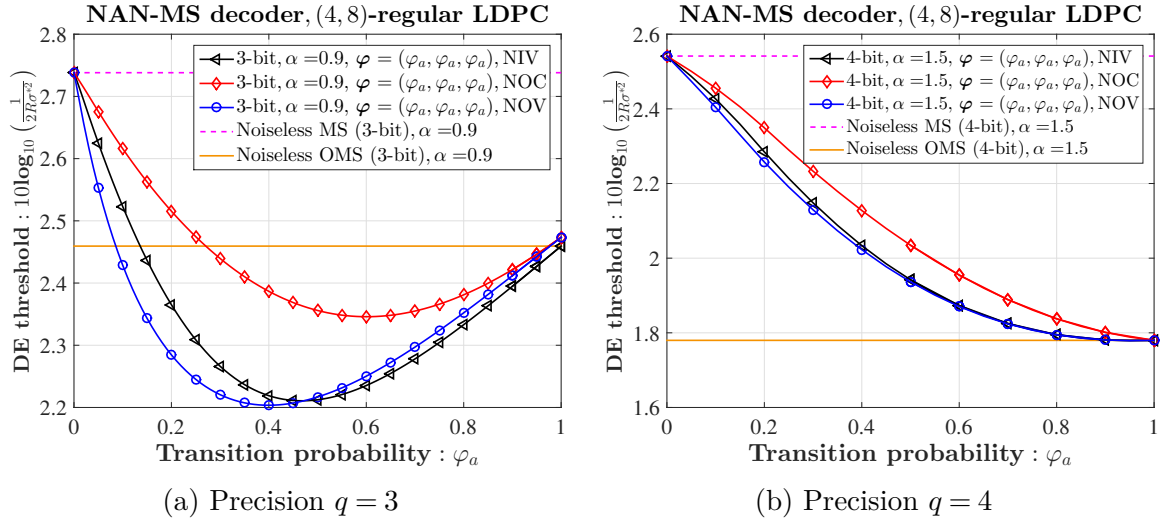 NAN-MS decoder, (4, 8)-regular LDPC
DE threshold : 10log₁₀ (1/(2Rσ*²))
2.8
2.7
2.6
2.5
2.4
2.3
2.2
3-bit, α =0.9, φ = (φₐ, φₐ, φₐ), NIV
3-bit, α =0.9, φ = (φₐ, φₐ, φₐ), NOC
3-bit, α =0.9, φ = (φₐ, φₐ, φₐ), NOV
Noiseless MS (3-bit), α =0.9
Noiseless OMS (3-bit), α =0.9
0 0.2 0.4 0.6 0.8 1
Transition probability : φₐ
(a) Precision q = 3
NAN-MS decoder, (4, 8)-regular LDPC
DE threshold : 10log₁₀ (1/(2Rσ*²))
2.6
2.4
2.2
2
1.8
1.6
4-bit, α =1.5, φ = (φₐ, φₐ, φₐ), NIV
4-bit, α =1.5, φ = (φₐ, φₐ, φₐ), NOC
4-bit, α =1.5, φ = (φₐ, φₐ, φₐ), NOV
Noiseless MS (4-bit), α =1.5
Noiseless OMS (4-bit), α =1.5
0 0.2 0.4 0.6 0.8 1
Transition probability : φₐ
(b) Precision q = 4